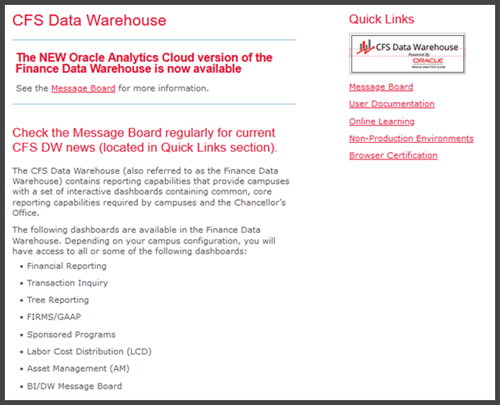 CFS Data Warehouse
The NEW Oracle Analytics Cloud version of the
Finance Data Warehouse is now available
See the Message Board for more information.
Check the Message Board regularly for current
CFS DW news (located in Quick Links section).
The CFS Data Warehouse (also referred to as the Finance Data
Warehouse) contains reporting capabilities that provide campuses
with a set of interactive dashboards containing common, core
reporting capabilities required by campuses and the Chancellor's
Office.
The following dashboards are available in the Finance Data
Warehouse. Depending on your campus configuration, you will
have access to all or some of the following dashboards:
• Financial Reporting
• Transaction Inquiry
• Tree Reporting
• FIRMS/GAAP
• Sponsored Programs
• Labor Cost Distribution (LCD)
• Asset Management (AM)
• BI/DW Message Board
Quick Links
CFS Data Warehouse
Powered By
ORACLE
ORACLE ANALYTICS CLOUD
Message Board
User Documentation
Online Learning
Non-Production Environments
Browser Certification